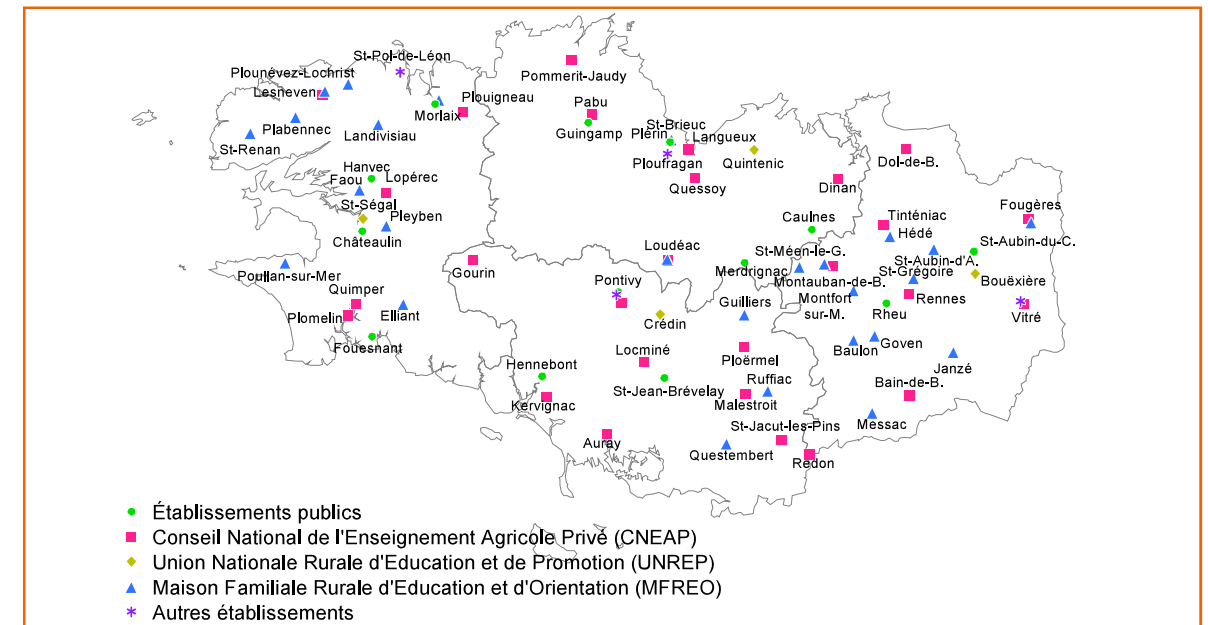 St-Pol-de-Léon
Plounévez-Lochrist
Lesneven
Plouigneau
Morlaix
Plabennec
Landivisiau
St-Renan
Hanvec
Faou
Lopérec
St-Ségal
Pleyben
Châteaulin
Poullan-sur-Mer
Quimper
Plomelin
Elliant
Fouesnant
Pommerit-Jaudy
Pabu
Guingamp
St-Brieuc
Plérin
Langueux
Ploufragan
Quintenic
Quessoy
Dinan
Caulnes
Loudéac
Merdrignac
Gourin
Pontivy
Crédin
Guilliers
Locminé
Ploërmel
Hennebont
St-Jean-Brévelay
Ruffiac
Kervignac
Malestroit
St-Jacut-les-Pins
Auray
Questembert
Redon
Dol-de-B.
Fougères
Tinténiac
Hédé
St-Aubin-du-C.
St-Méen-le-G.
St-Aubin-d'A.
St-Grégoire
Montauban-de-B.
Bouëxière
Montfort
sur-M.
Rennes
Rheu
Vitré
Baulon
Goven
Janzé
Bain-de-B.
Messac
Établissements publics
Conseil National de l'Enseignement Agricole Privé (CNEAP)
Union Nationale Rurale d'Education et de Promotion (UNREP)
Maison Familiale Rurale d'Education et d'Orientation (MFREO)
Autres établissements